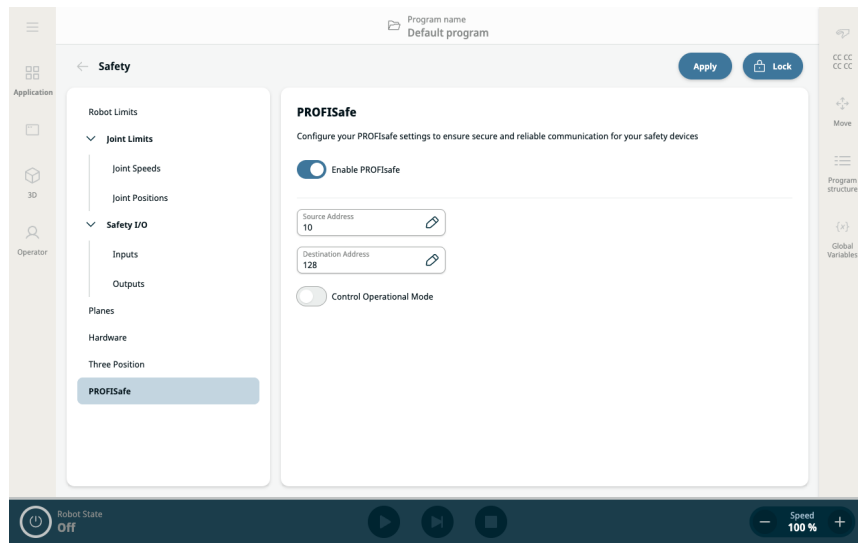 Program name
Default program
Safety
Apply
Lock
Application
3D
Operator
Robot Limits
Joint Limits
Joint Speeds
Joint Positions
Safety I/O
Inputs
Outputs
Planes
Hardware
Three Position
PROFISafe
PROFISafe
Configure your PROFIsafe settings to ensure secure and reliable communication for your safety devices
Enable PROFIsafe
Source Address
10
Destination Address
128
Control Operational Mode
CC CC
CC CC
Move
Program
structure
{x}
Global
Variables
Robot State
Off
Speed
100 %